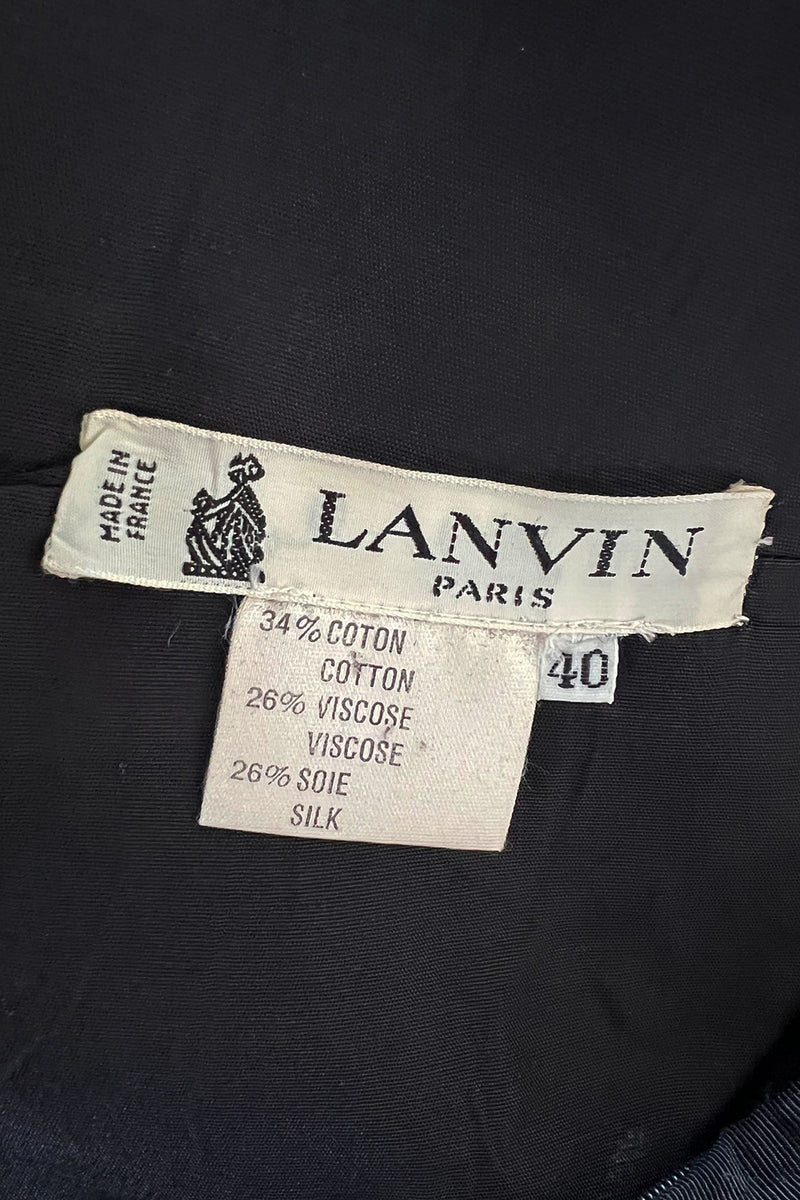 MADE IN
FRANCE
LANVIN
PARIS
40
34% COTON
COTTON
26% VISCOSE
VISCOSE
26% SOIE
SILK